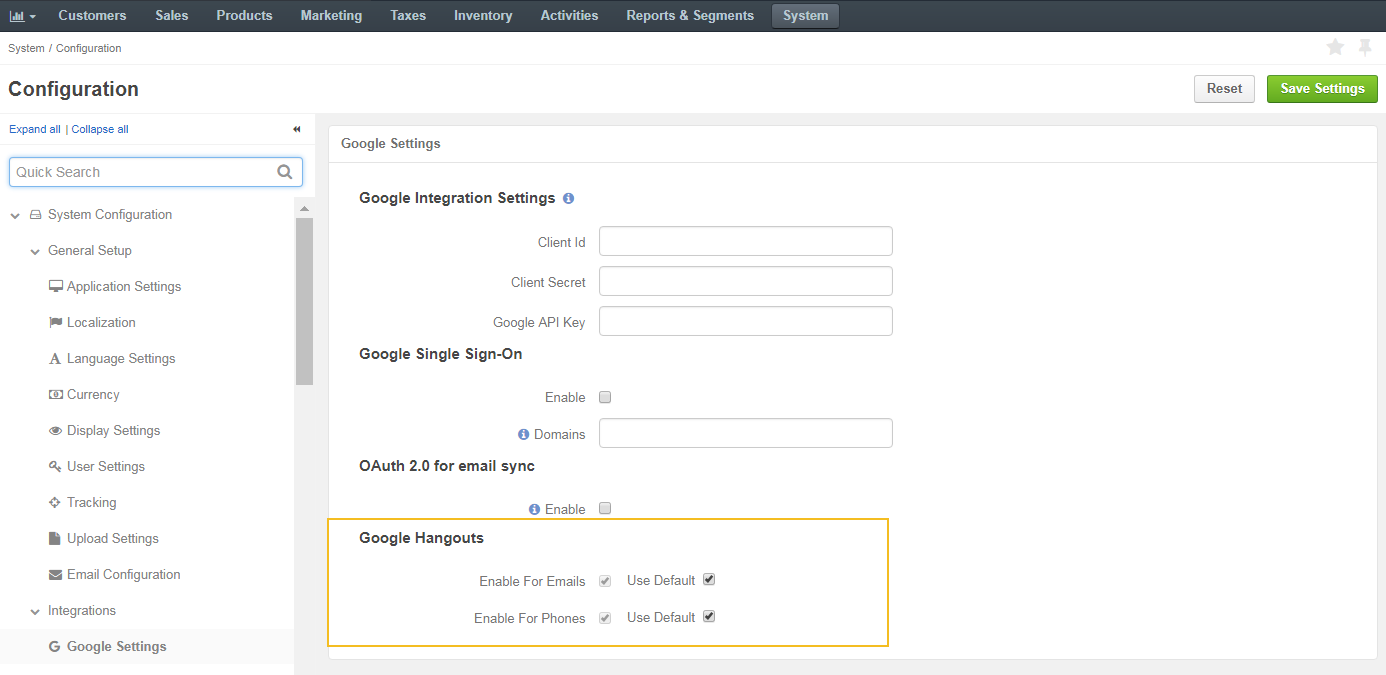 Customers Sales Products Marketing Taxes Inventory Activities Reports & Segments System
System / Configuration
Configuration
Reset Save Settings
Expand all | Collapse all
Quick Search
System Configuration
General Setup
Application Settings
Localization
Language Settings
Currency
Display Settings
User Settings
Tracking
Upload Settings
Email Configuration
Integrations
Google Settings
Google Settings
Google Integration Settings
Client Id
Client Secret
Google API Key
Google Single Sign-On
Enable
Domains
OAuth 2.0 for email sync
Enable
Google Hangouts
Enable For Emails Use Default
Enable For Phones Use Default